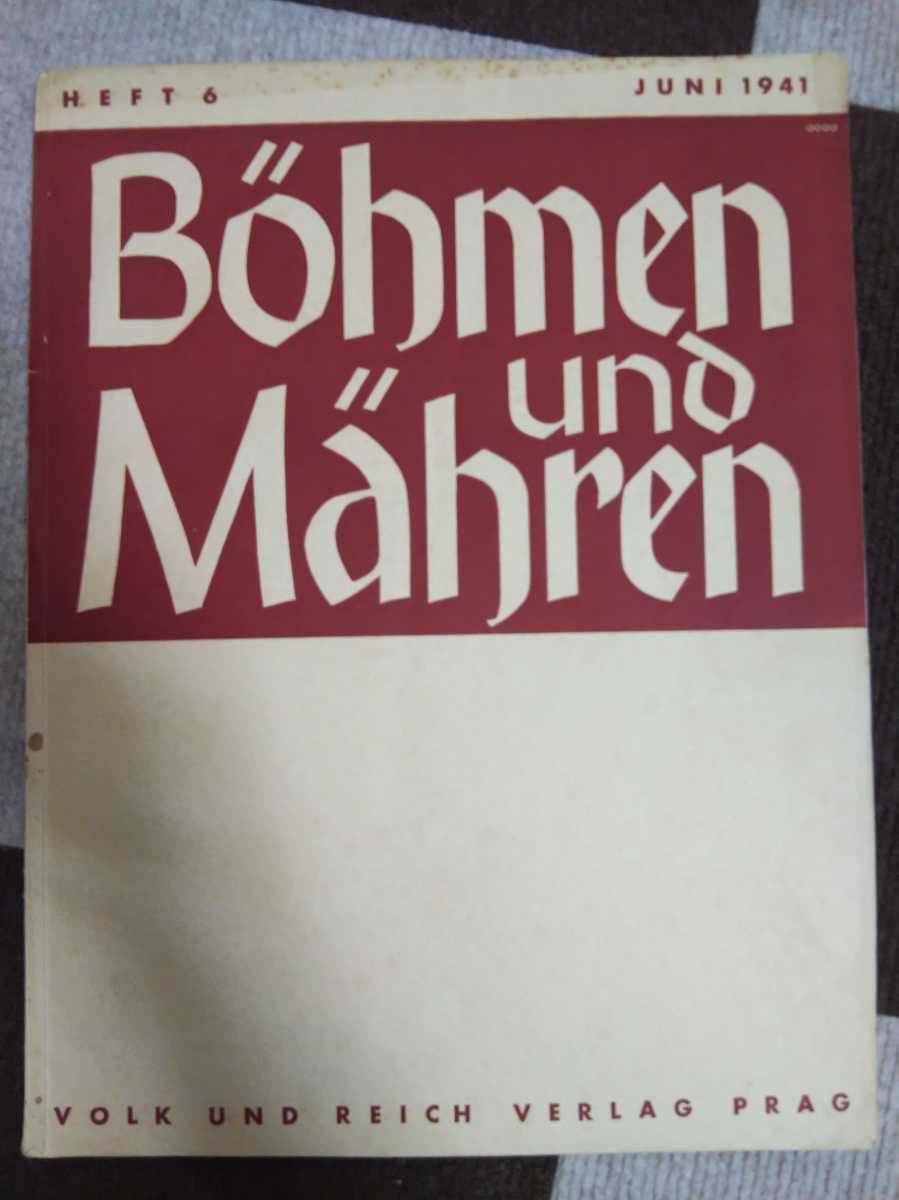 HEFT 6
JUNI 1941
Böhmen
und
Mähren
VOLK UND REICH VERLAG PRAG